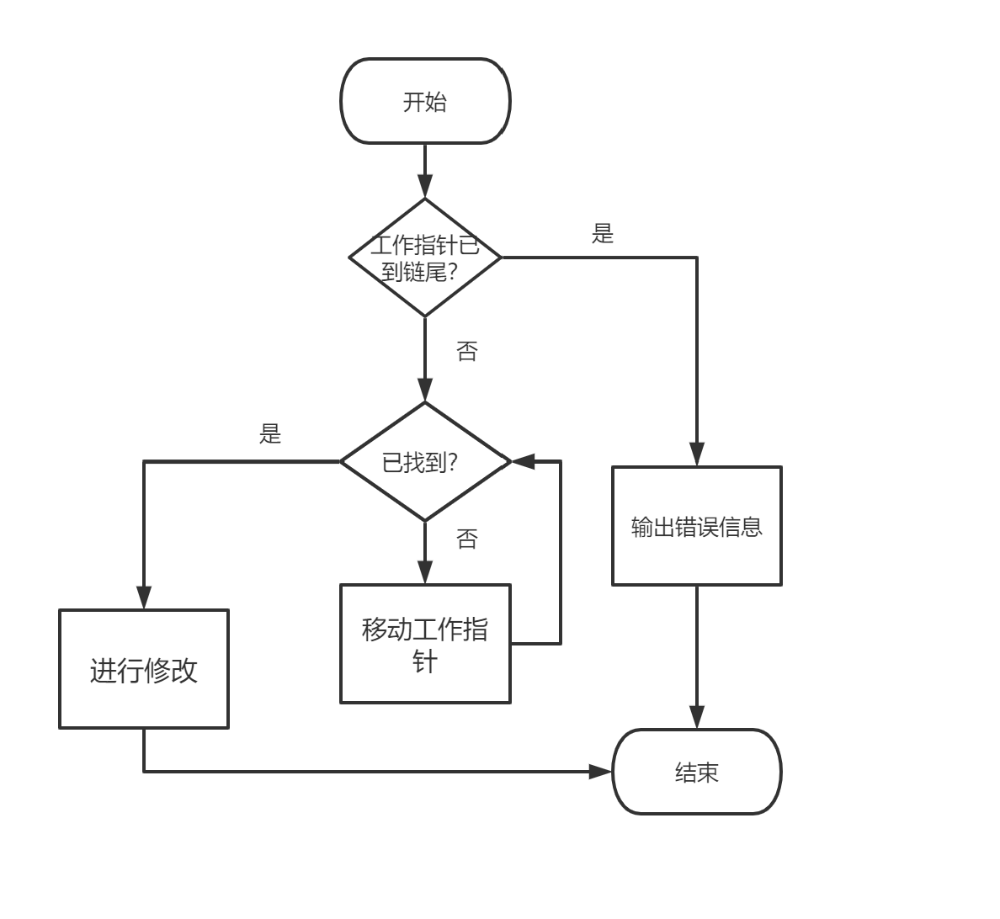 开始
工作指针已
到链尾?
是
否
是
已找到?
否
输出错误信息
移动工作指
针
进行修改
结束